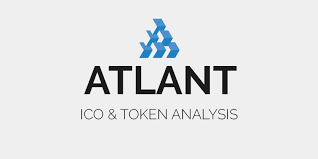 ATLANT
ICO & TOKEN ANALYSIS